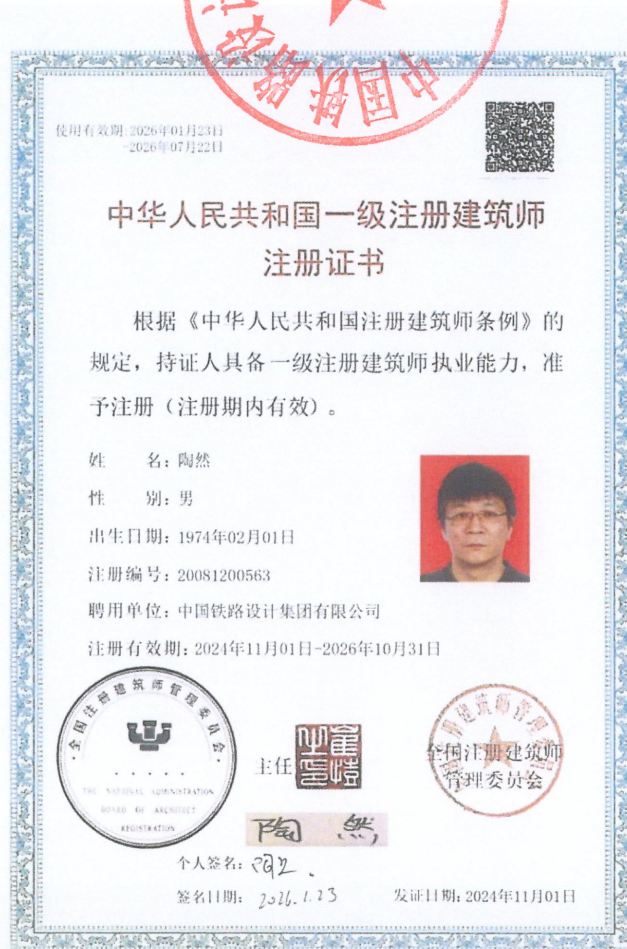 中国铁路设计
使用有效期:2026年01月23日
-2026年07月22日
中华人民共和国一级注册建筑师
注册证书
根据《中华人民共和国注册建筑师条例》的
规定，持证人具备一级注册建筑师执业能力，准
予注册（注册期内有效）。
姓 名：陶然
性 别：男
出生日期：1974年02月01日
注册编号：20081200563
聘用单位：中国铁路设计集团有限公司
注册有效期：2024年11月01日-2026年10月31日
全国注册建筑师管理委员会
THE NATIONAL ADMINISTRATION
BOARD OF ARCHITECT
REGISTRATION
主任
全国注册建筑师
管理委员会
陶 然
个人签名：
签名日期：2026.1.23
发证日期：2024年11月01日